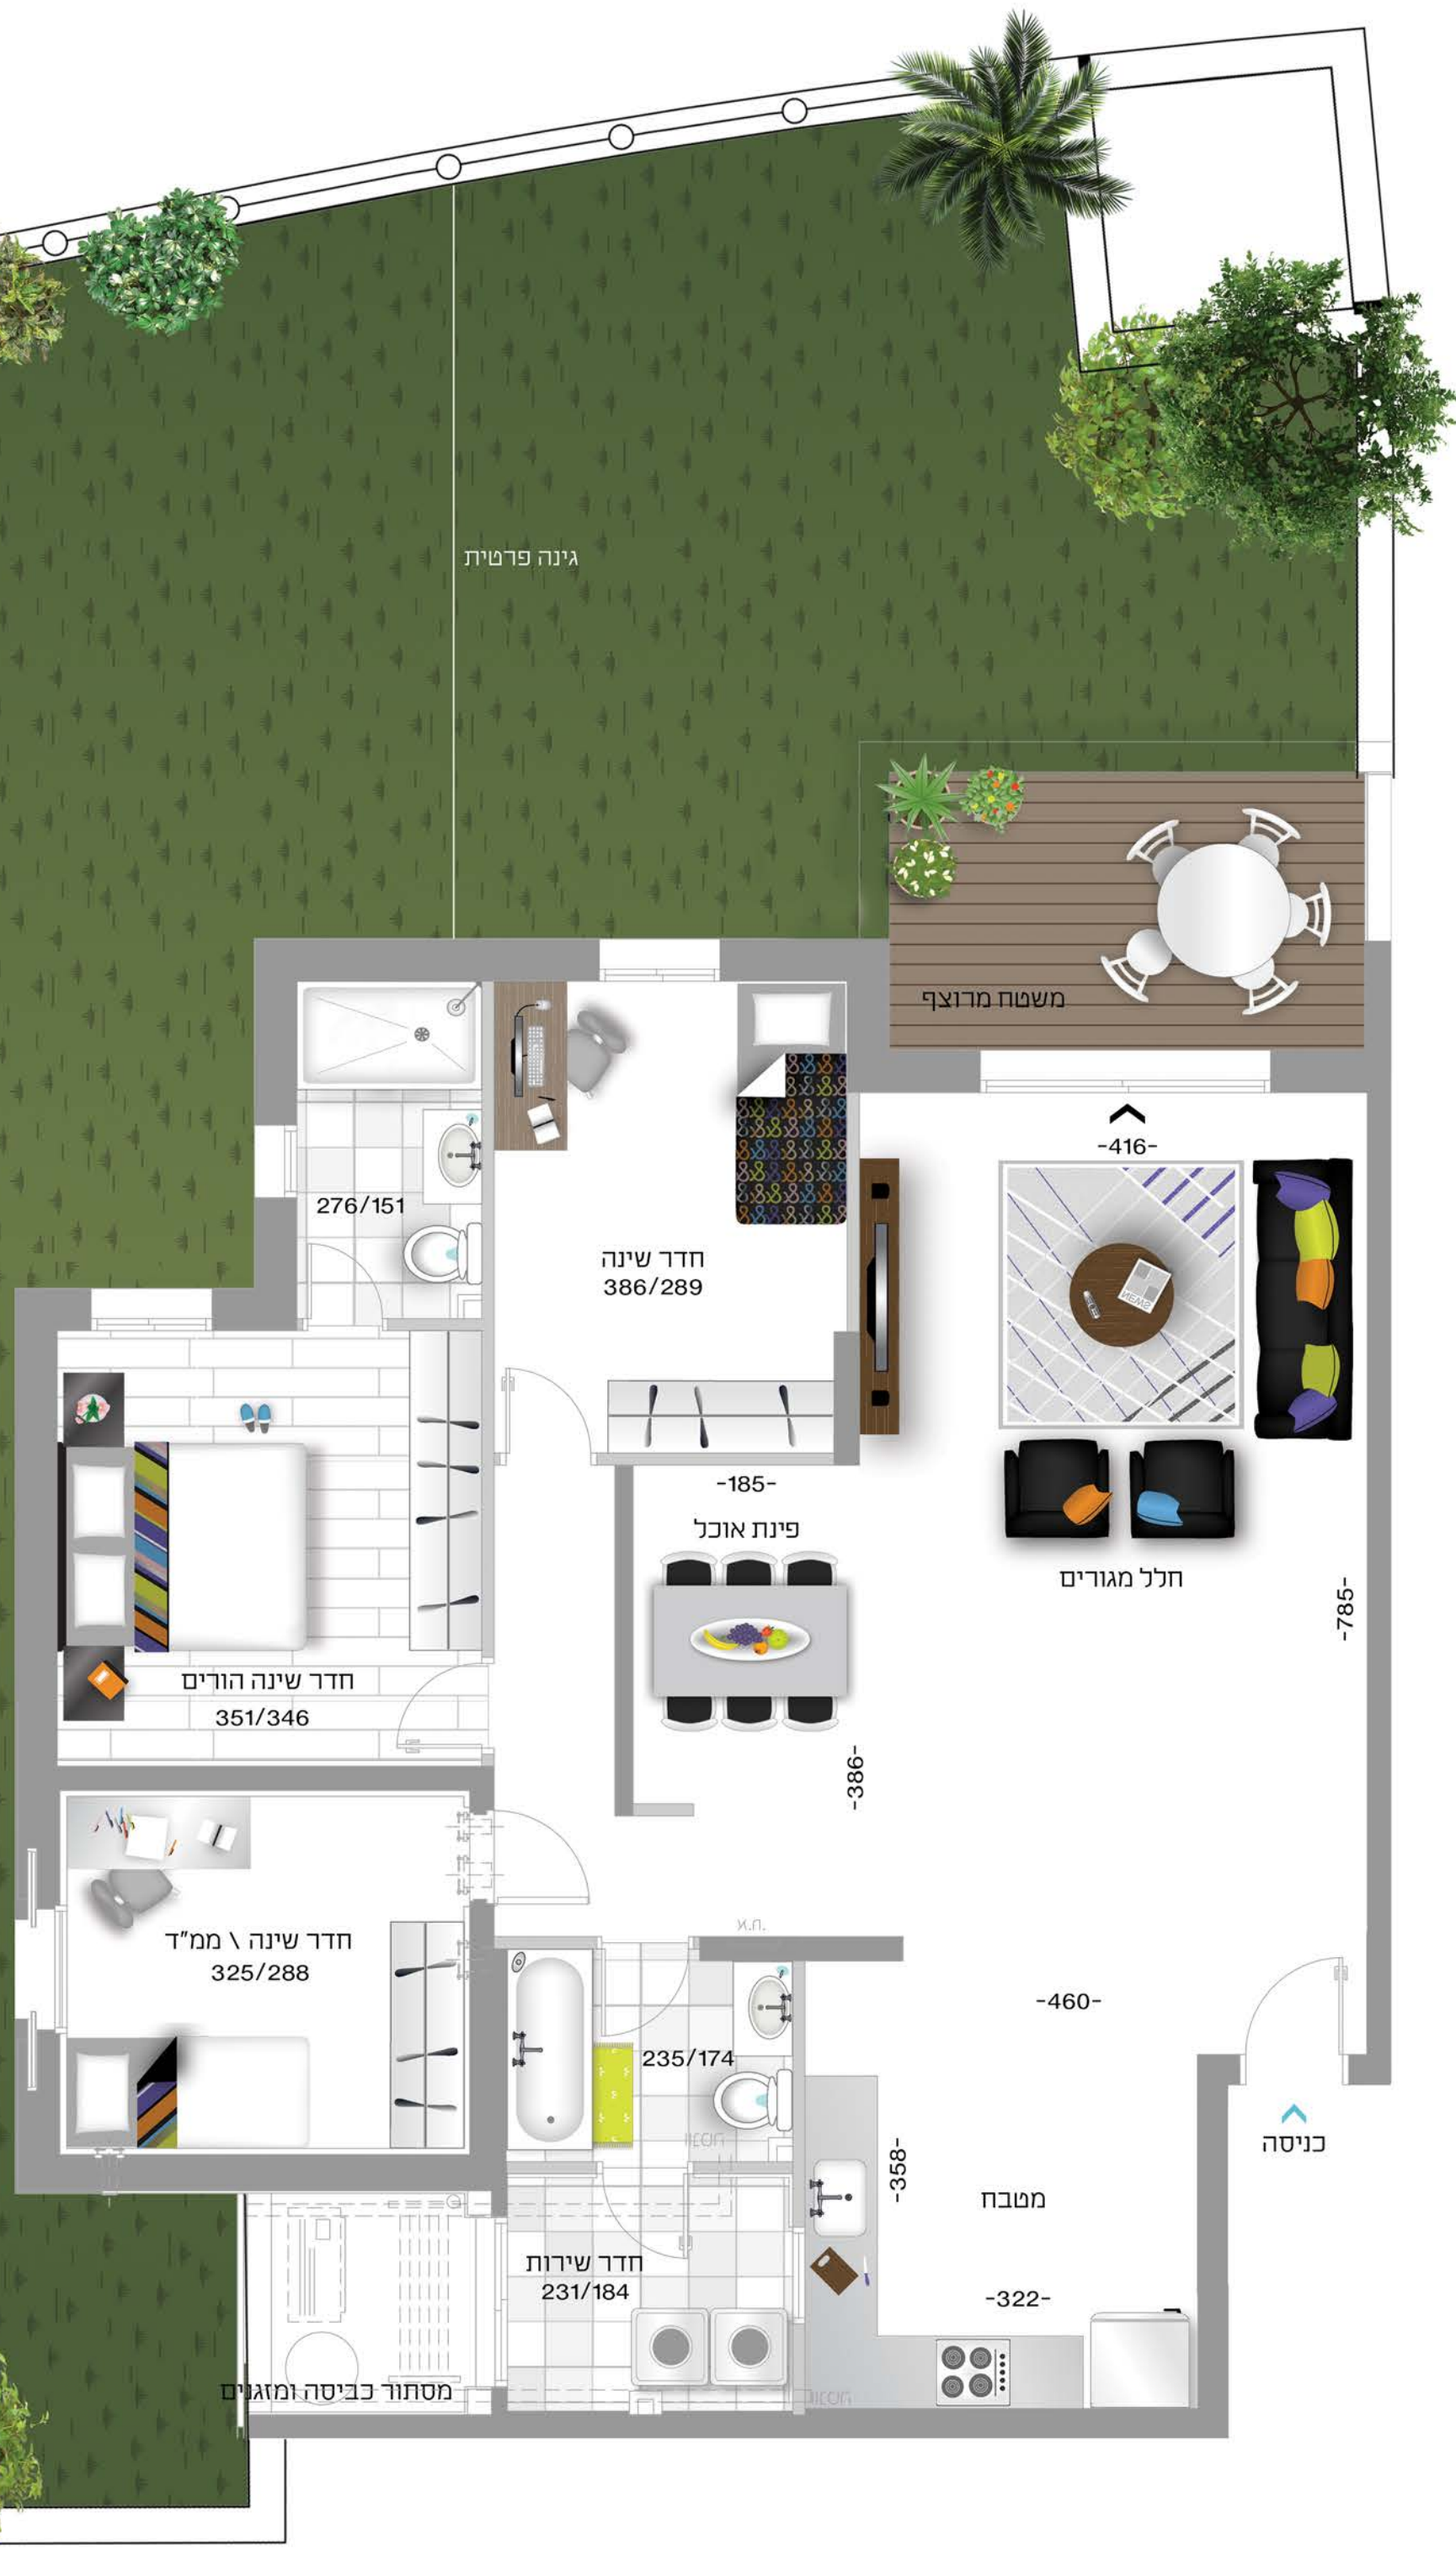 גינה פרטית
משטח מרוצף
-416-
276/151
חדר שינה
386/289
NEWS
-185-
פינת אוכל
חלל מגורים
-785-
חדר שינה הורים
351/346
-386-
חדר שינה \ ממ"ד
325/288
א.ח.
-460-
235/174
כניסה
-358-
מטבח
חדר שירות
231/184
-322-
מסתור כביסה ומזגנים